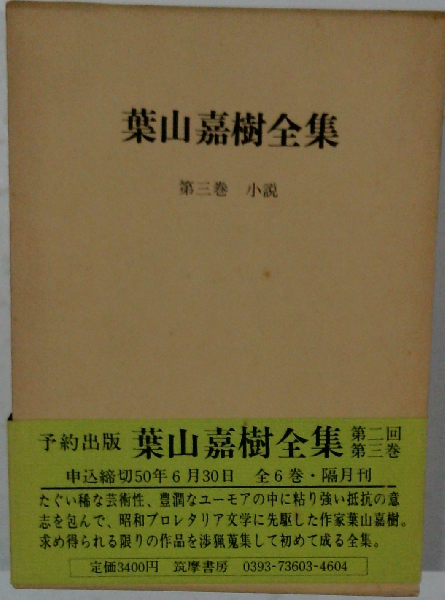 葉山嘉樹全集
第三巻 小説
予約出版 葉山嘉樹全集 第二回 第三巻
申込締切50年6月30日 全6巻・隔月刊
たぐい稀な芸術性、豊潤なユーモアの中に粘り強い抵抗の意
志を包んで、昭和プロレタリア文学に先駆した作家葉山嘉樹。
求め得られる限りの作品を渉猟蒐集して初めて成る全集。
定価3400円 筑摩書房 0393-73603-4604